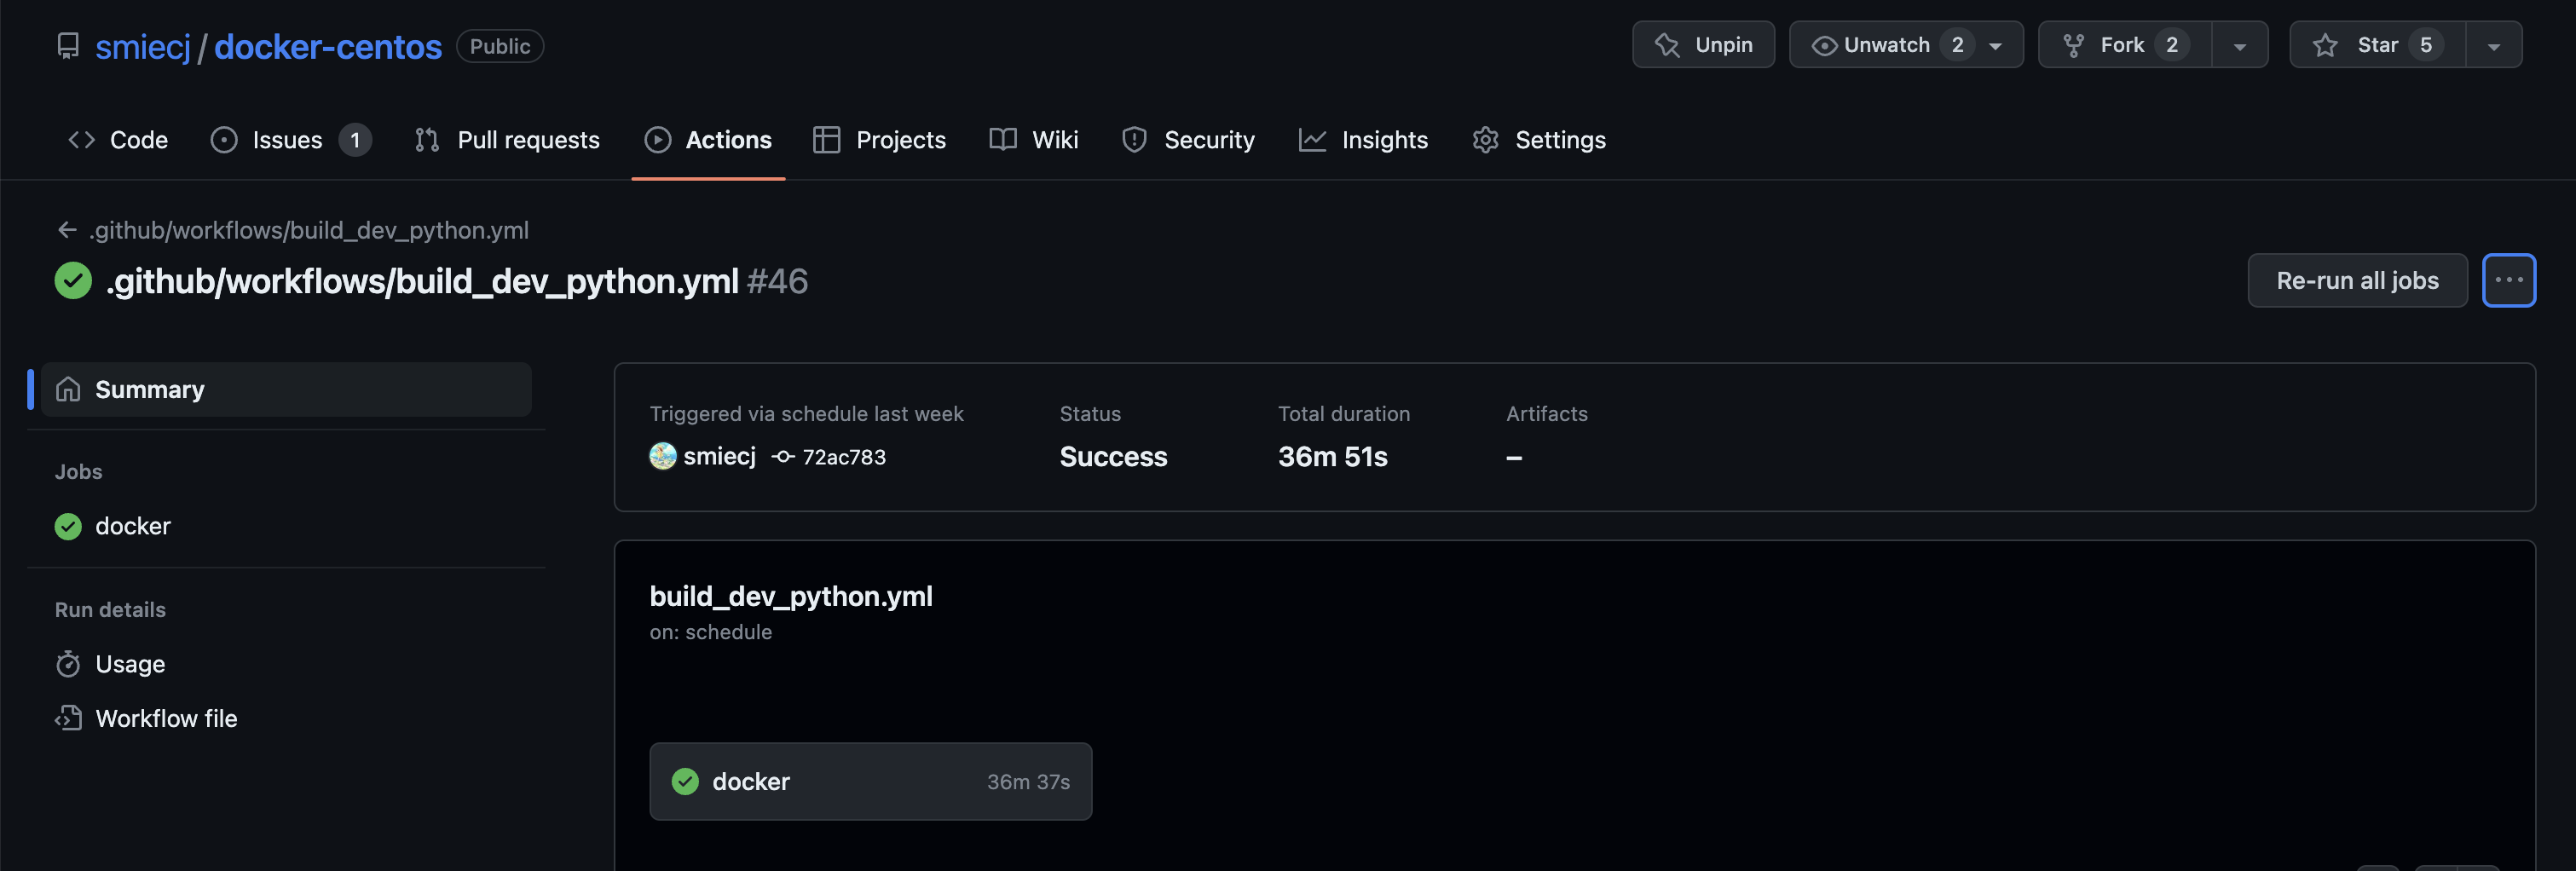 smiecj / docker-centos Public Unpin Unwatch 2 Fork 2 Star 5
Code Issues 1 Pull requests Actions Projects Wiki Security Insights Settings
← .github/workflows/build_dev_python.yml
.github/workflows/build_dev_python.yml #46
Re-run all jobs ···
Summary
Jobs
docker
Run details
Usage
Workflow file
Triggered via schedule last week
smiecj 72ac783
Status
Success
Total duration
36m 51s
Artifacts
–
build_dev_python.yml
on: schedule
docker 36m 37s